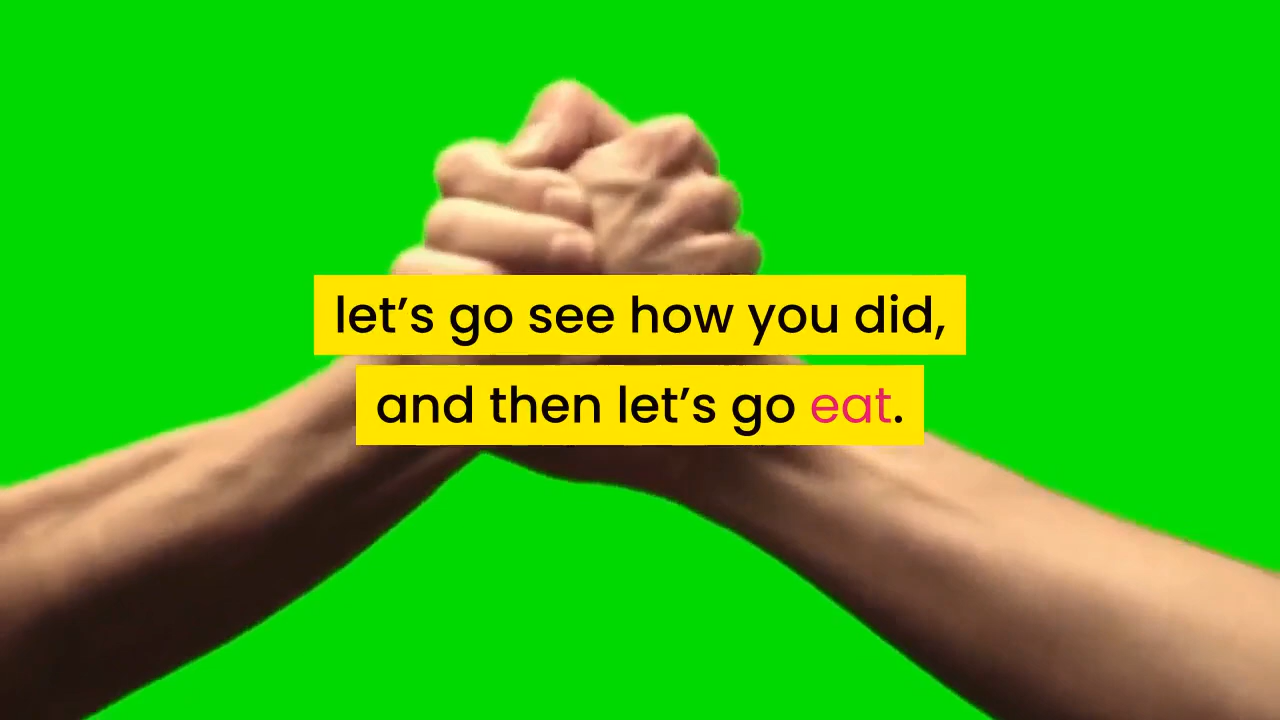 let’s go see how you did,
and then let’s go eat.